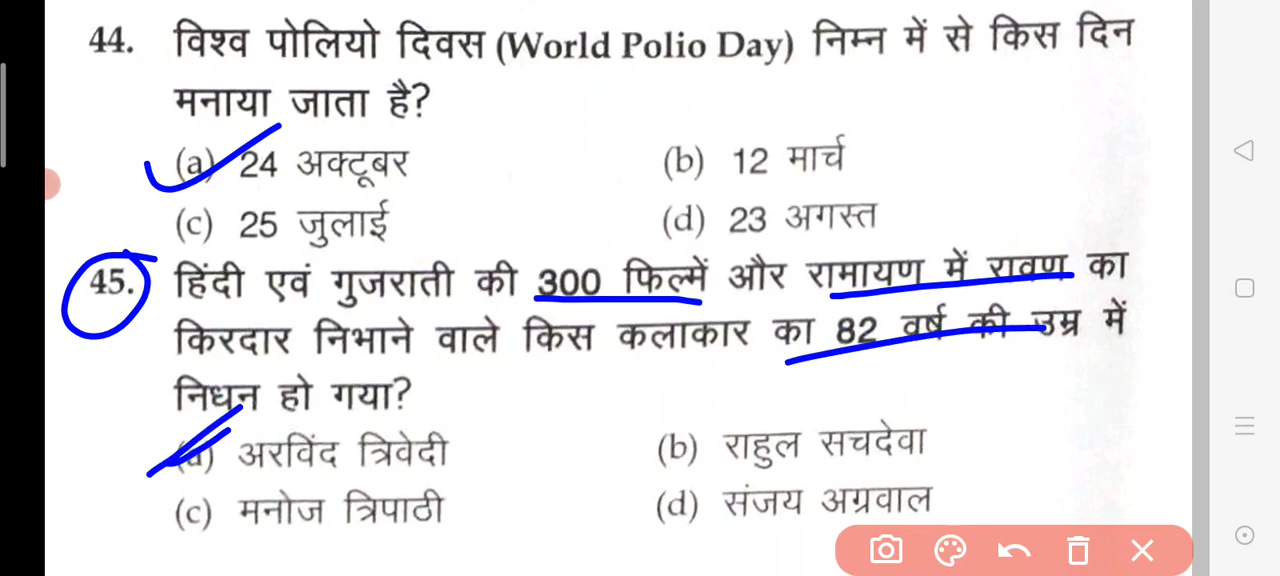 44. विश्व पोलियो दिवस (World Polio Day) निम्न में से किस दिन
मनाया जाता है?
(a) 24 अक्टूबर (b) 12 मार्च
(c) 25 जुलाई (d) 23 अगस्त
45. हिंदी एवं गुजराती की 300 फिल्में और रामायण में रावण का
किरदार निभाने वाले किस कलाकार का 82 वर्ष की उम्र में
निधन हो गया?
(a) अरविंद त्रिवेदी (b) राहुल सचदेवा
(c) मनोज त्रिपाठी (d) संजय अग्रवाल